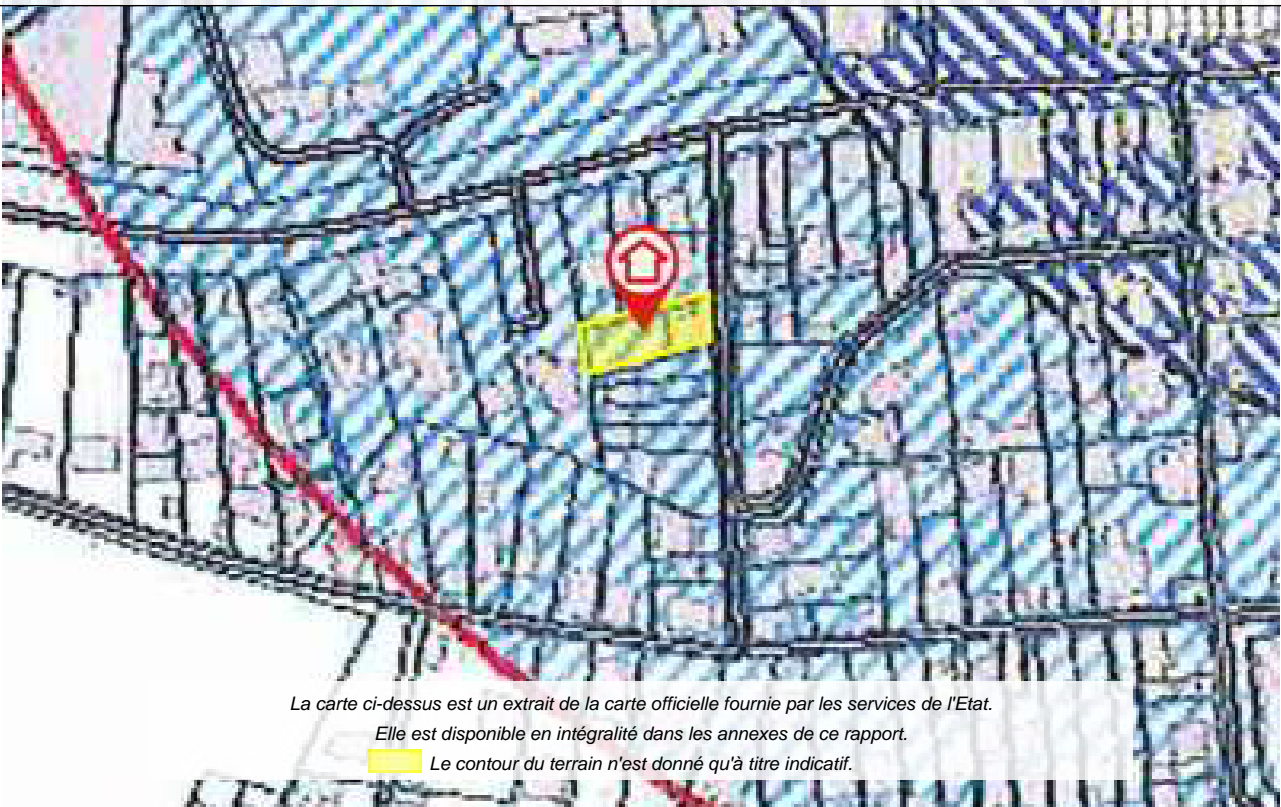 La carte ci-dessus est un extrait de la carte officielle fournie par les services de l'Etat.
Elle est disponible en intégralité dans les annexes de ce rapport.
Le contour du terrain n'est donné qu'à titre indicatif.